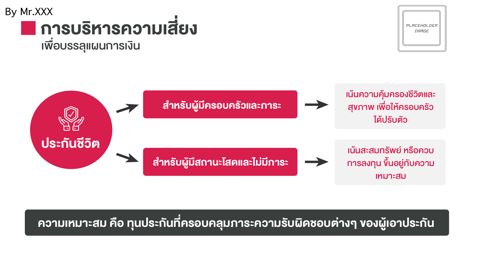 By Mr.XXX
การบริหารความเสี่ยง
เพื่อบรรลุแผนการเงิน
PLACEHOLDER
IMAGE
ประกันชีวิต
สำหรับผู้มีครอบครัวและภาระ
เน้นความคุ้มครองชีวิตและ
สุขภาพ เพื่อให้ครอบครัว
ได้ปรับตัว
สำหรับผู้มีสถานะโสดและไม่มีภาระ
เน้นสะสมทรัพย์ หรือควบ
การลงทุน ขึ้นอยู่กับความ
เหมาะสม
ความเหมาะสม คือ ทุนประกันที่ครอบคลุมภาระความรับผิดชอบต่างๆ ของผู้เอาประกัน